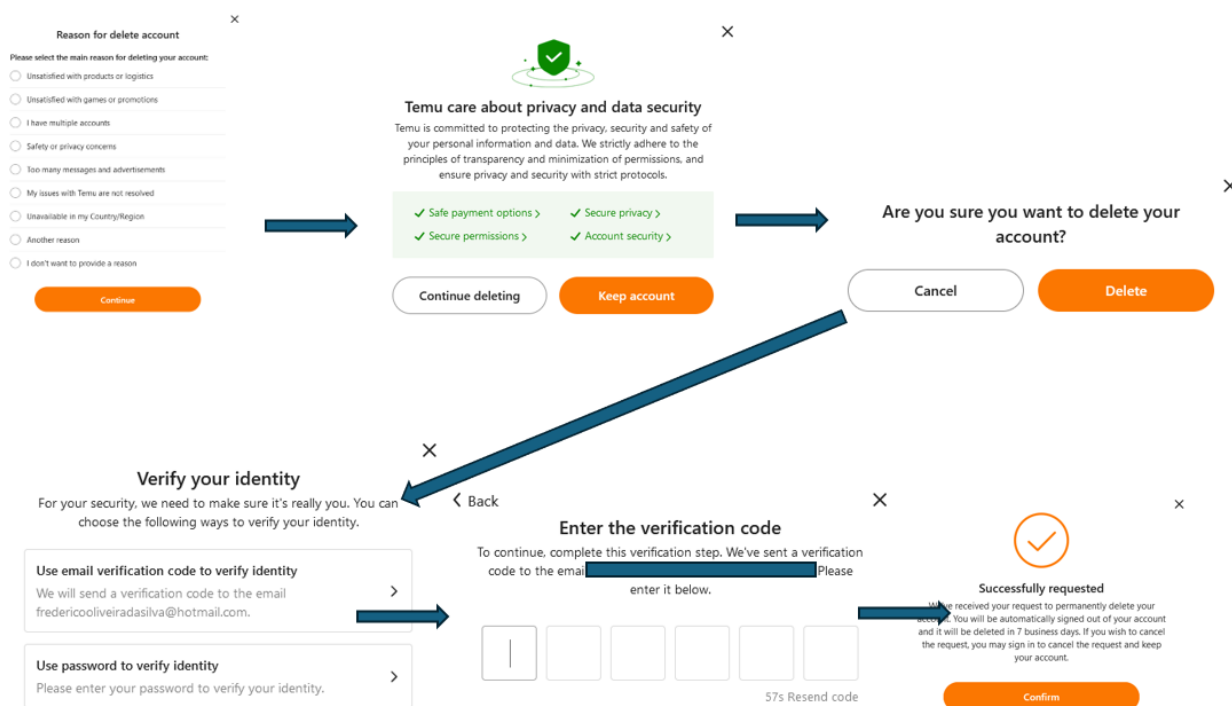 Reason for delete account
Please select the main reason for deleting your account:
Unsatisfied with products or logistics
Unsatisfied with games or promotions
I have multiple accounts
Safety or privacy concerns
Too many messages and advertisements
My issues with Temu are not resolved
Unavailable in my Country/Region
Another reason
I don't want to provide a reason
Continue
Temu care about privacy and data security
Temu is committed to protecting the privacy, security and safety of
your personal information and data. We strictly adhere to the
principles of transparency and minimization of permissions, and
ensure privacy and security with strict protocols.
Safe payment options >
Secure privacy >
Secure permissions >
Account security >
Continue deleting
Keep account
Are you sure you want to delete your
account?
Cancel
Delete
Verify your identity
For your security, we need to make sure it's really you. You can
choose the following ways to verify your identity.
Use email verification code to verify identity
We will send a verification code to the email
fredericooliveiradasilva@hotmail.com.
Use password to verify identity
Please enter your password to verify your identity.
Back
Enter the verification code
To continue, complete this verification step. We've sent a verification
code to the emai Please
enter it below.
57s Resend code
Successfully requested
received your request to permanently delete your
You will be automatically signed out of your account
and it will be deleted in 7 business days. If you wish to cancel
the request, you may sign in to cancel the request and keep
your account.
Confirm